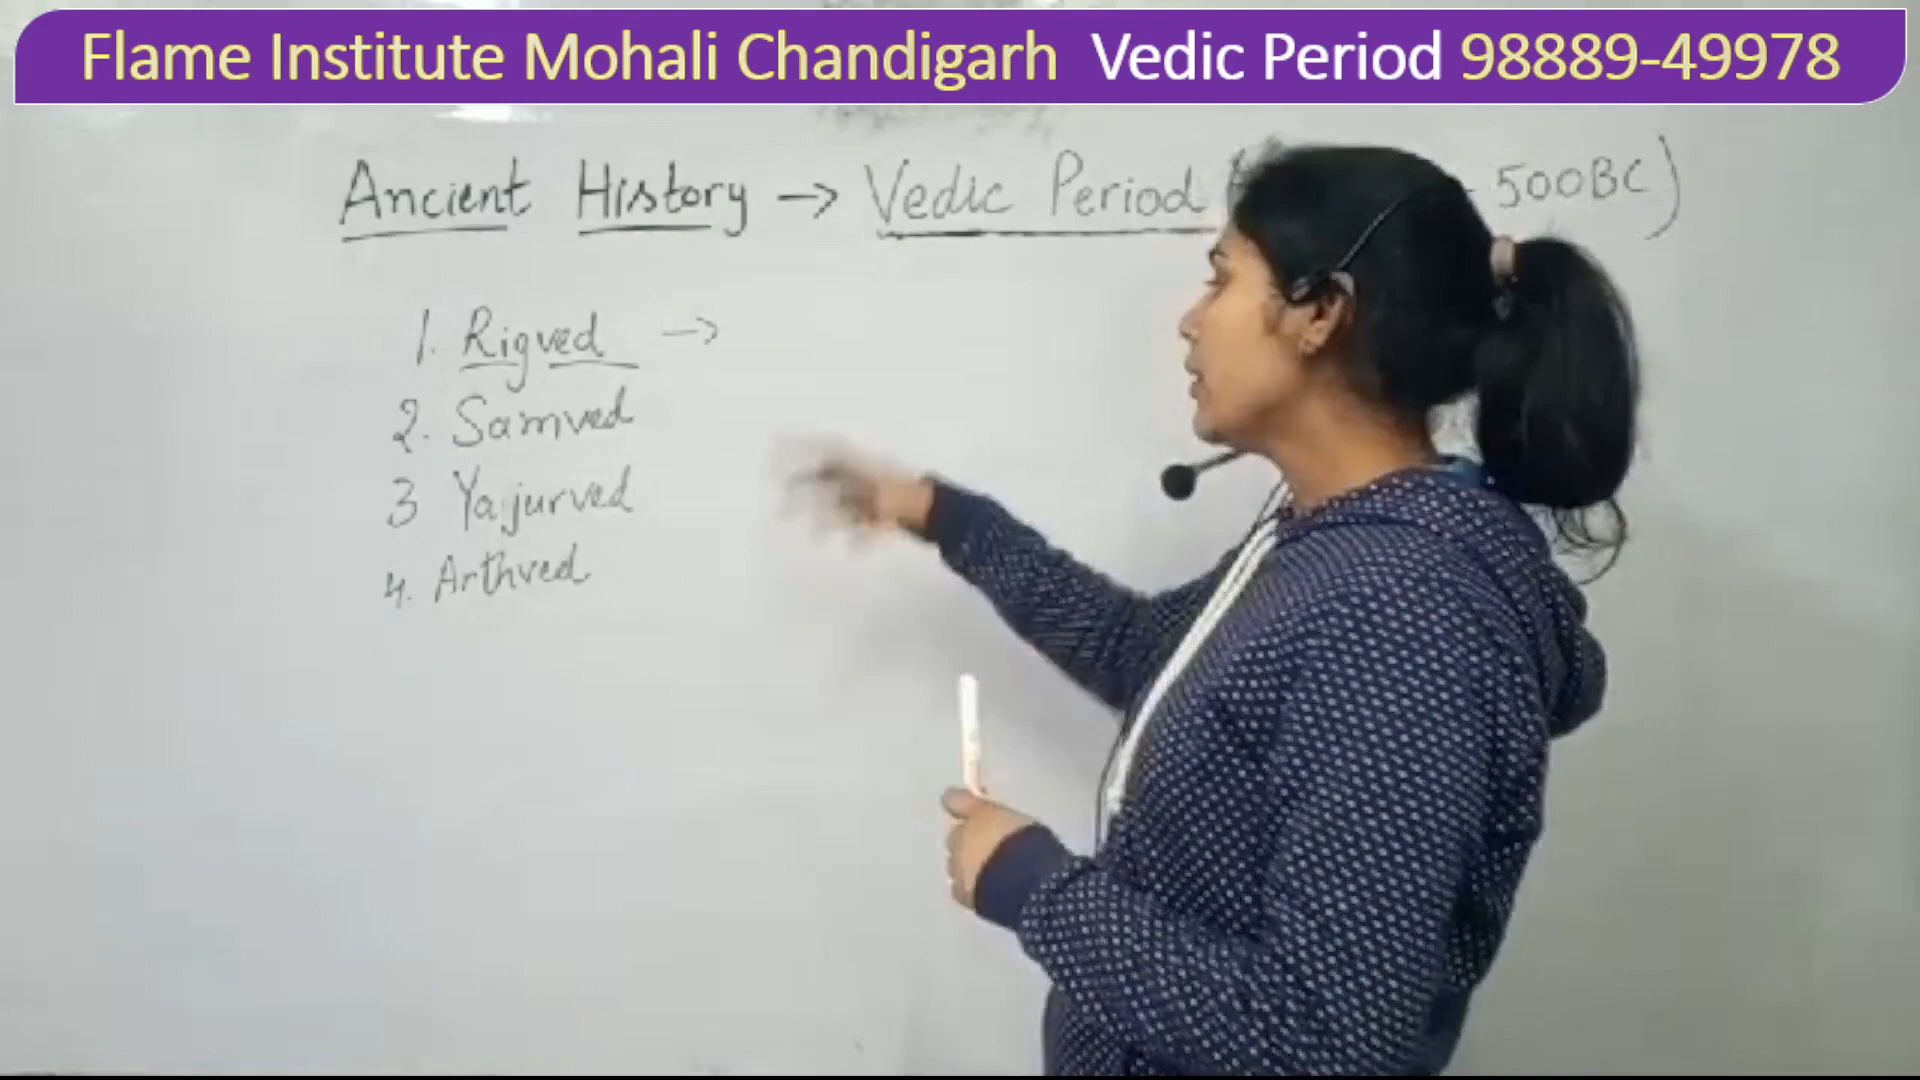 Flame Institute Mohali Chandigarh Vedic Period 98889-49978
Ancient History → Vedic Period ( - 500BC)
1. Rigved →
2. Samved
3 Yajurved
4. Arthved